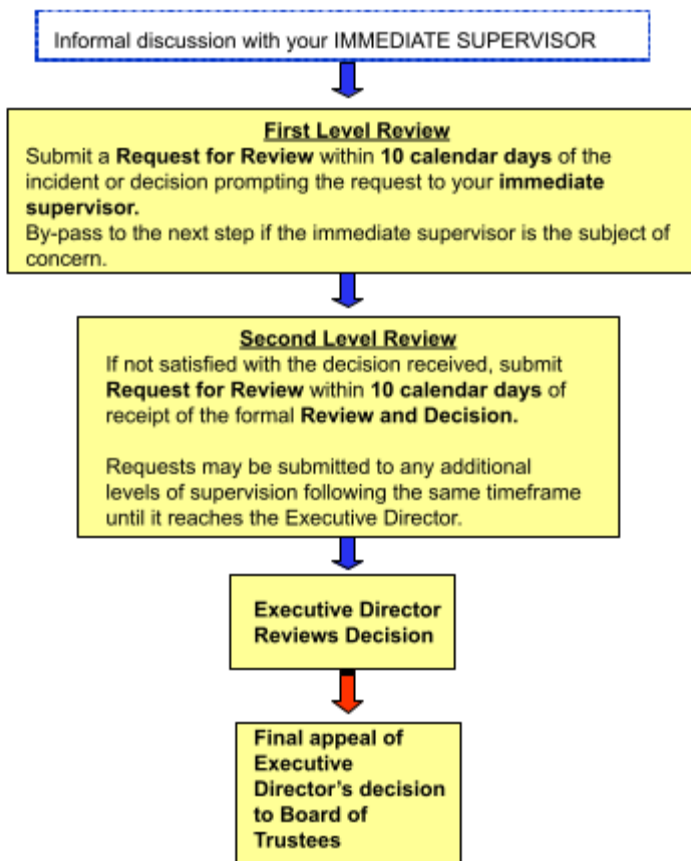 Informal discussion with your IMMEDIATE SUPERVISOR
First Level Review
Submit a Request for Review within 10 calendar days of the
incident or decision prompting the request to your immediate
supervisor.
By-pass to the next step if the immediate supervisor is the subject of
concern.
Second Level Review
If not satisfied with the decision received, submit
Request for Review within 10 calendar days of
receipt of the formal Review and Decision.
Requests may be submitted to any additional
levels of supervision following the same timeframe
until it reaches the Executive Director.
Executive Director
Reviews Decision
Final appeal of
Executive
Director’s decision
to Board of
Trustees